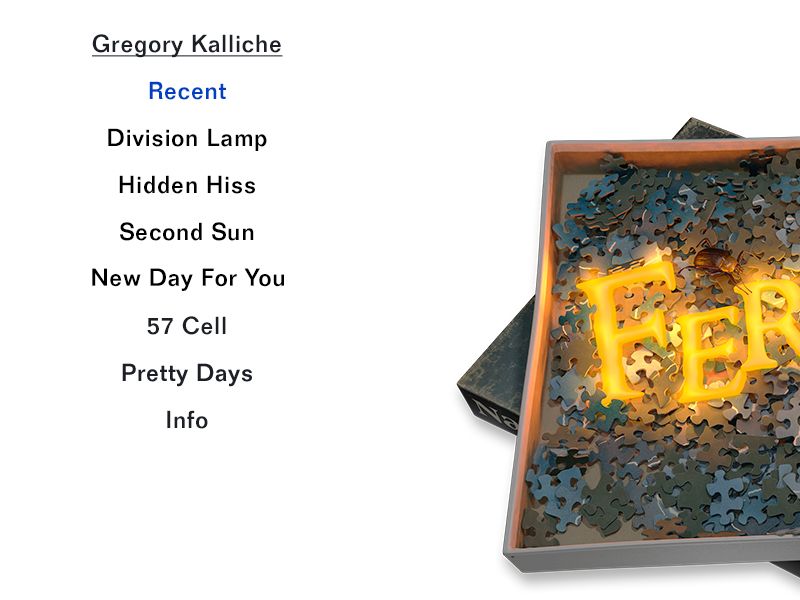 Gregory Kalliche
Recent
Division Lamp
Hidden Hiss
Second Sun
New Day For You
57 Cell
Pretty Days
Info
FER
Na